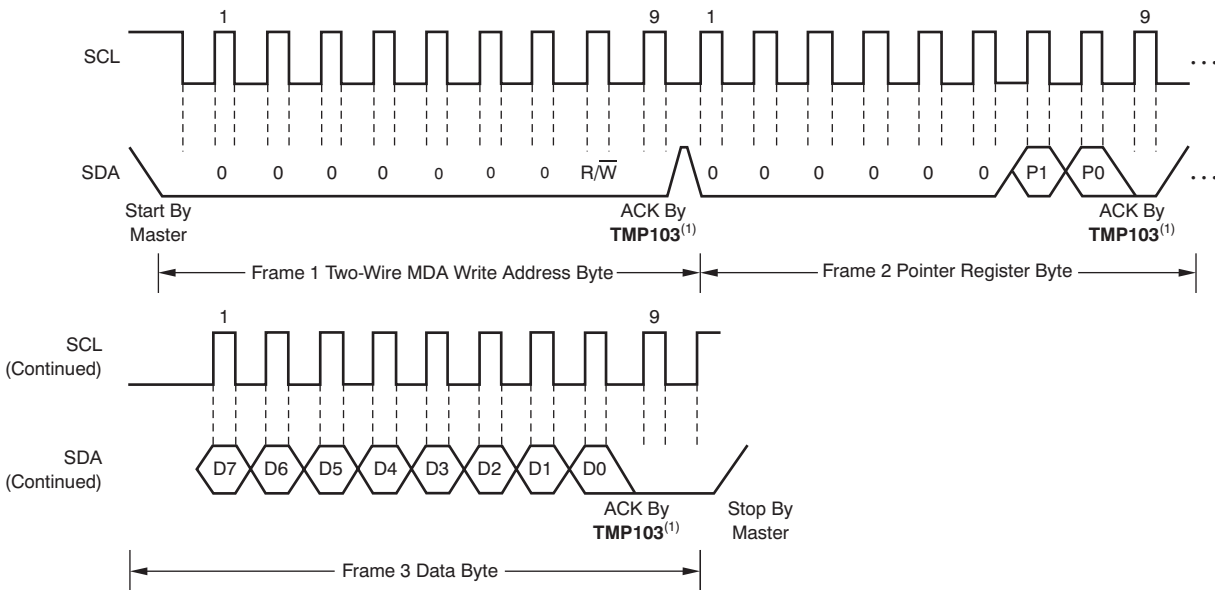 1 9 1 9
SCL ...
SDA 0 0 0 0 0 0 0 R/W̅ 0 0 0 0 0 0 P1 P0 ...
Start By
Master
ACK By
TMP103(1)
ACK By
TMP103(1)
Frame 1 Two-Wire MDA Write Address Byte
Frame 2 Pointer Register Byte
1 9
SCL
(Continued)
SDA
(Continued)
D7 D6 D5 D4 D3 D2 D1 D0
ACK By
TMP103(1)
Stop By
Master
Frame 3 Data Byte